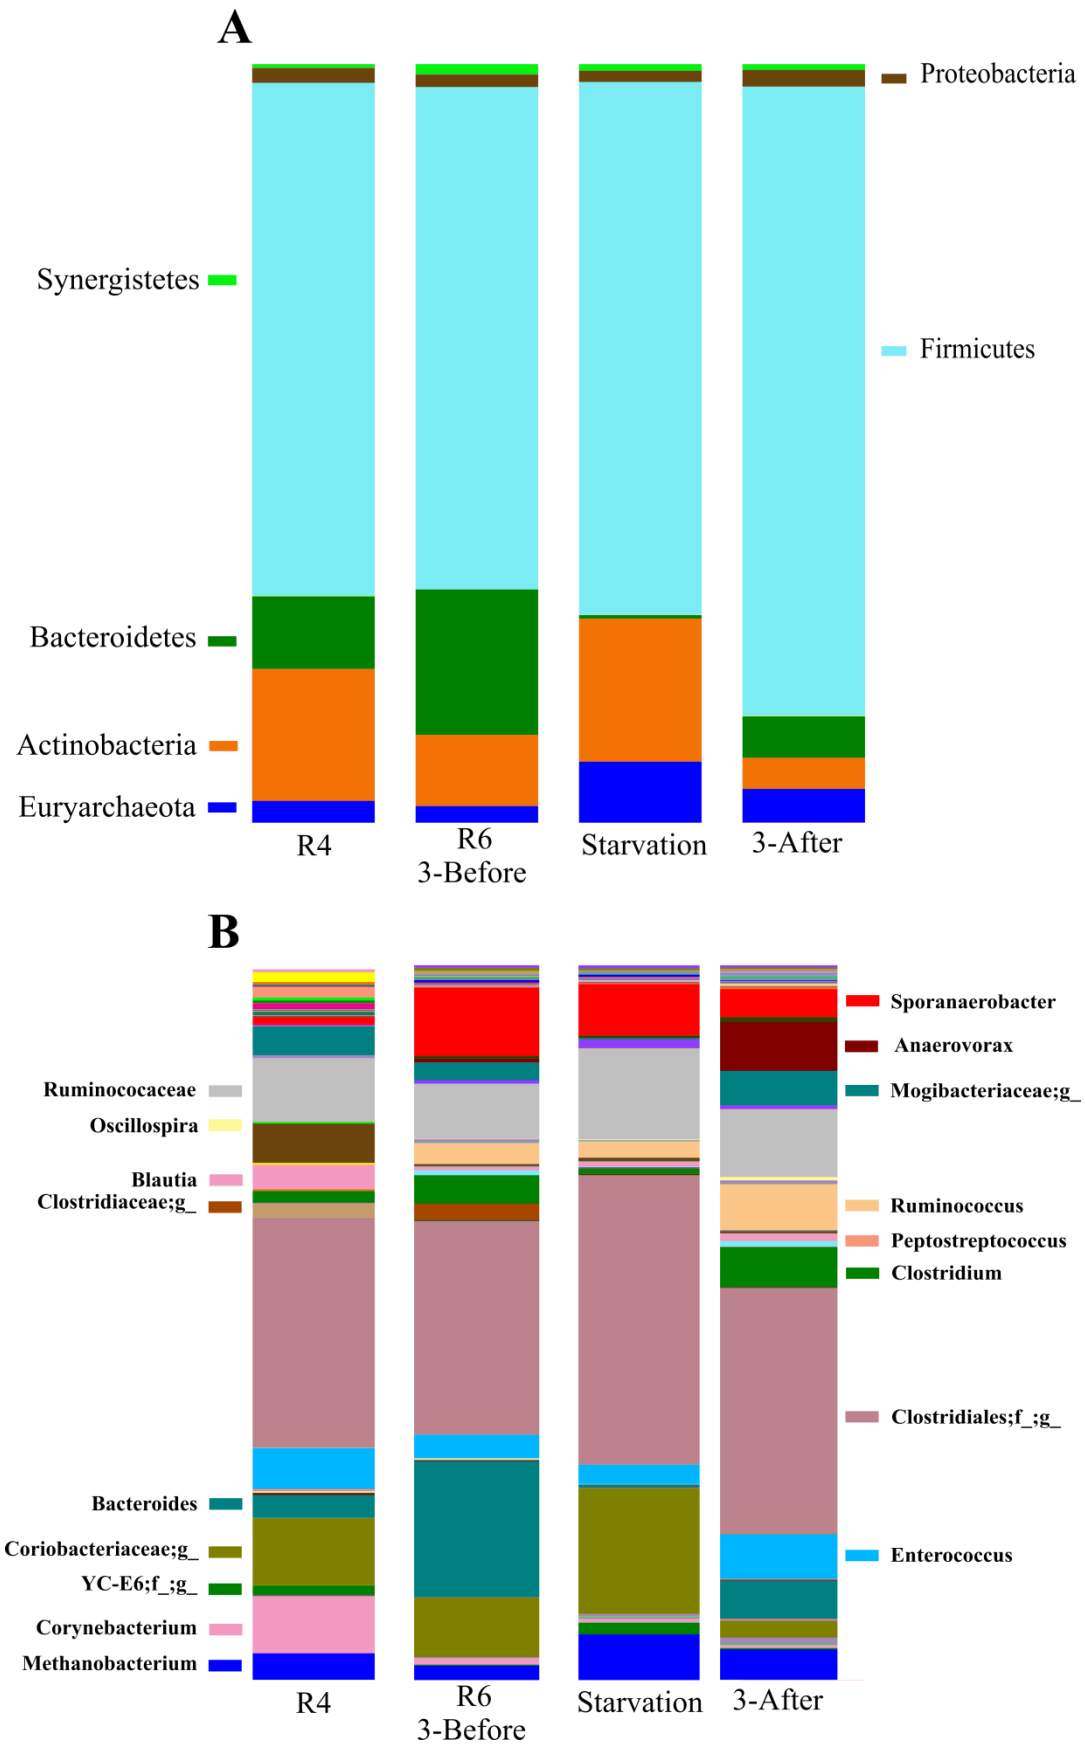 A
Proteobacteria
Synergistetes
Firmicutes
Bacteroidetes
Actinobacteria
Euryarchaeota
R4
R6
3-Before
Starvation
3-After
B
Sporanaerobacter
Anaerovorax
Ruminococaceae
Mogibacteriaceae;g_
Oscillospira
Blautia
Clostridiaceae;g_
Ruminococcus
Peptostreptococcus
Clostridium
Clostridiales;f_;g_
Bacteroides
Coriobacteriaceae;g_
Enterococcus
YC-E6;f_;g_
Corynebacterium
Methanobacterium
R4
R6
3-Before
Starvation
3-After